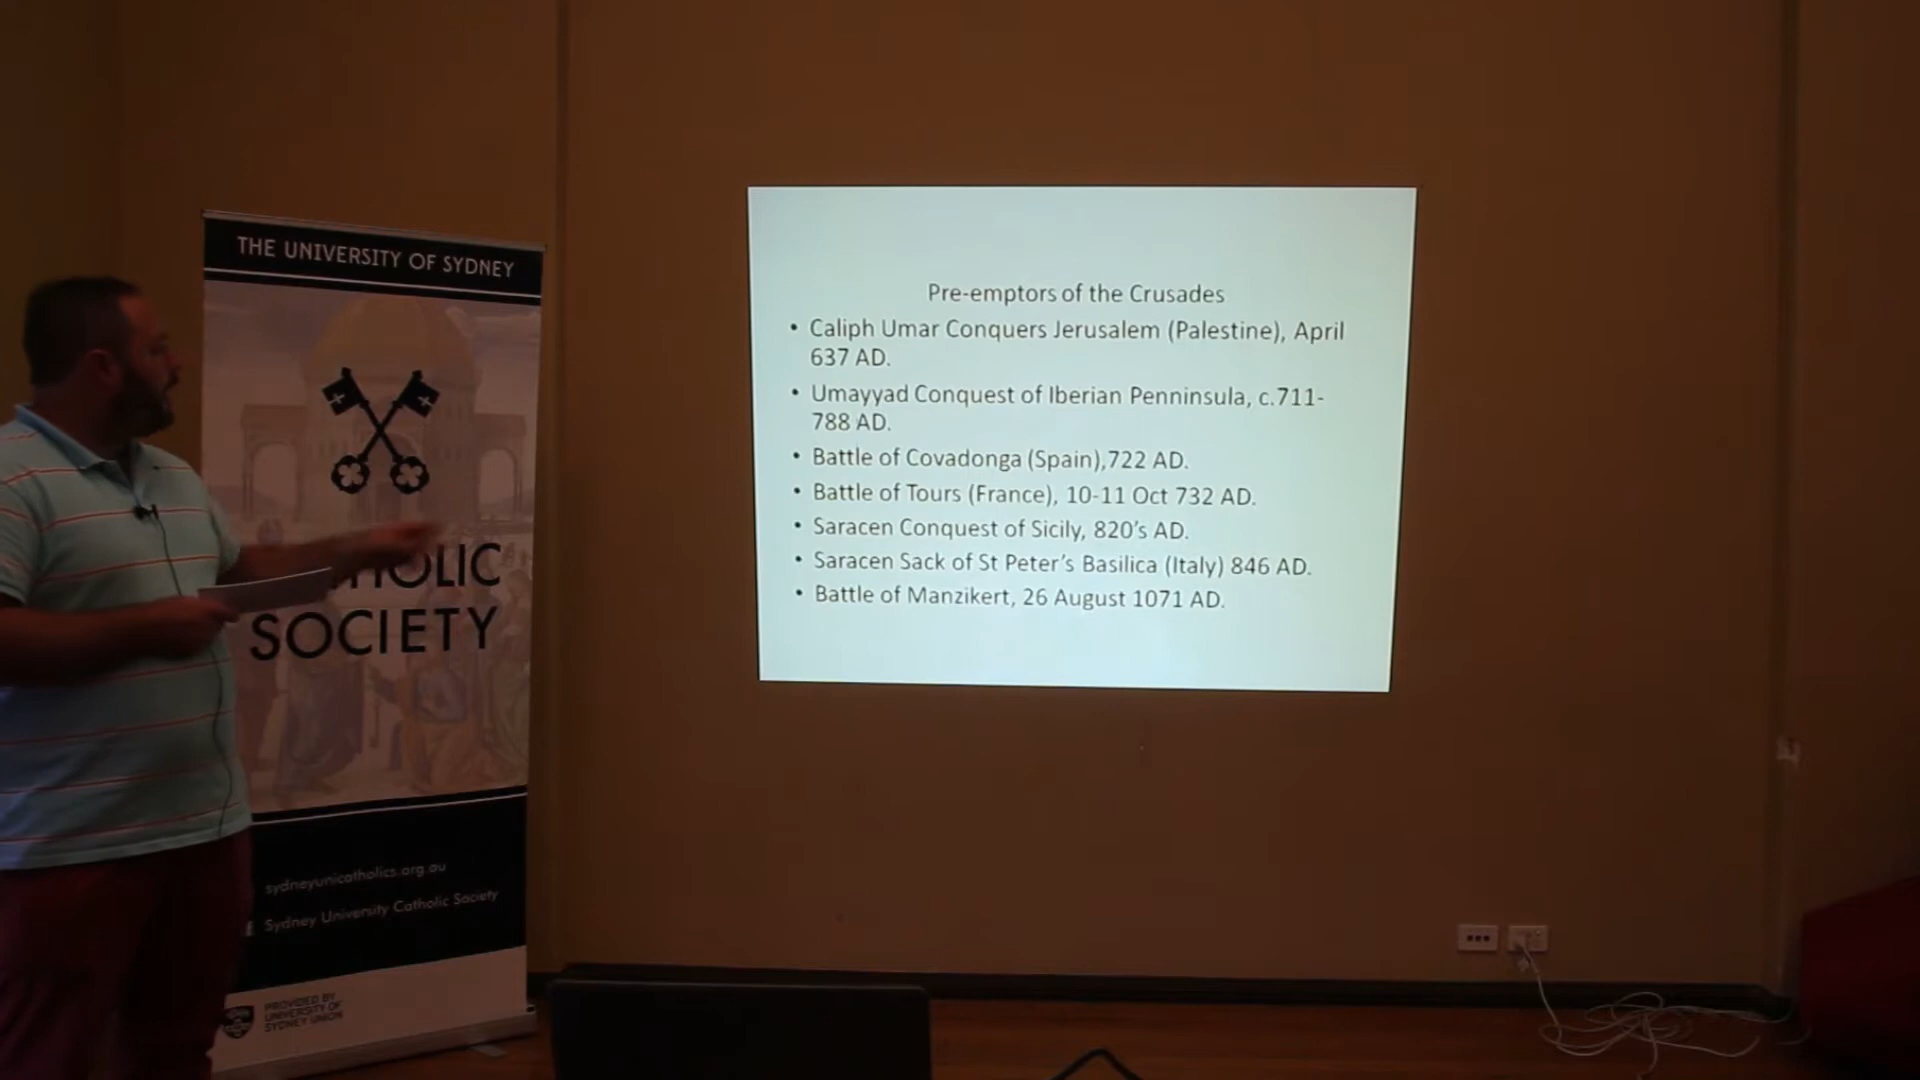 THE UNIVERSITY OF SYDNEY
OLIC
SOCIETY
sydneyunicatholics.org.au
Sydney University Catholic Society
PROVIDED BY
UNIVERSITY OF
SYDNEY UNION
Pre-emptors of the Crusades
• Caliph Umar Conquers Jerusalem (Palestine), April
637 AD.
• Umayyad Conquest of Iberian Penninsula, c.711-
788 AD.
• Battle of Covadonga (Spain),722 AD.
• Battle of Tours (France), 10-11 Oct 732 AD.
• Saracen Conquest of Sicily, 820's AD.
• Saracen Sack of St Peter's Basilica (Italy) 846 AD.
• Battle of Manzikert, 26 August 1071 AD.